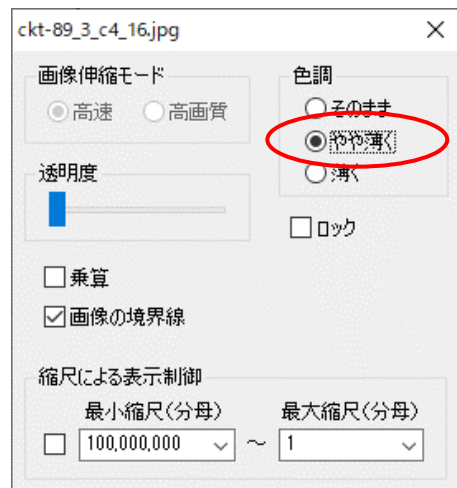 ckt-89_3_c4_16.jpg
画像伸縮モード
高速 高画質
色調
そのまま
やや薄く
薄く
透明度
ロック
乗算
画像の境界線
縮尺による表示制御
最小縮尺(分母) 最大縮尺(分母)
100,000,000 ～ 1